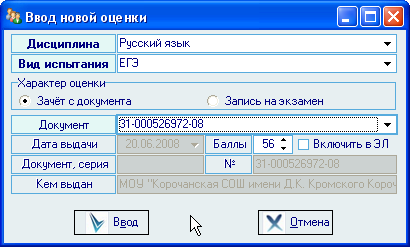 Ввод новой оценки
Дисциплина Русский язык
Вид испытания ЕГЭ
Характер оценки
Зачёт с документа Запись на экзамен
Документ 31-000526972-08
Дата выдачи 20.06.2008 Баллы 56 Включить в ЭЛ
Документ, серия № 31-000526972-08
Кем выдан МОУ "Корочанская СОШ имени Д.К. Кромского Короч
Ввод Отмена